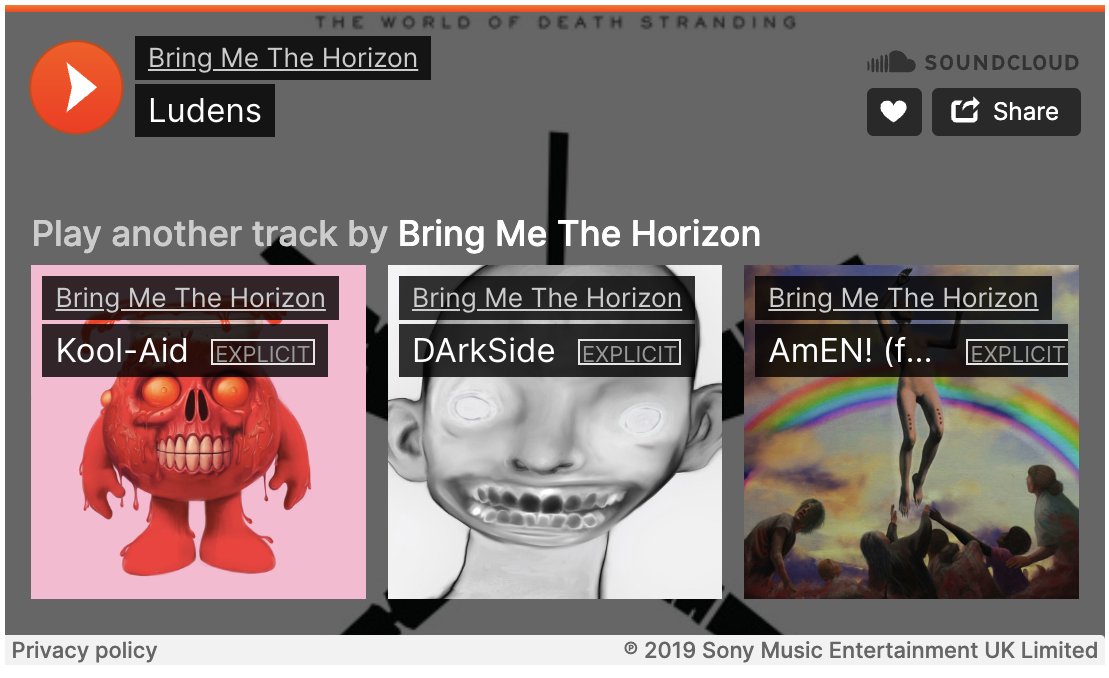 THE WORLD OF DEATH STRANDING
Bring Me The Horizon
Ludens
SOUNDCLOUD
Share
Play another track by Bring Me The Horizon
Bring Me The Horizon
Kool-Aid EXPLICIT
Bring Me The Horizon
DArkSide EXPLICIT
Bring Me The Horizon
AmEN! (f... EXPLICIT
Privacy policy
℗ 2019 Sony Music Entertainment UK Limited